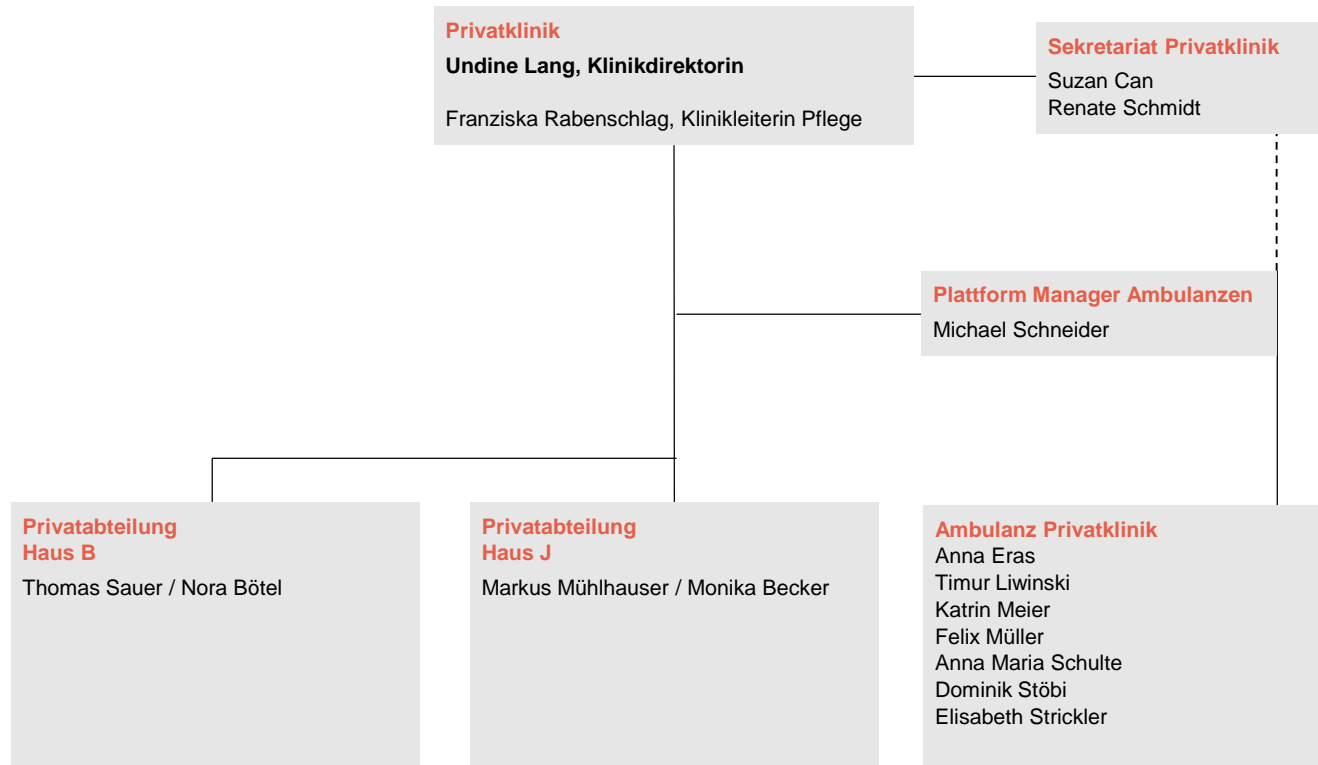 Privatklinik
Undine Lang, Klinikdirektorin
Franziska Rabenschlag, Klinikleiterin Pflege
Sekretariat Privatklinik
Suzan Can
Renate Schmidt
Plattform Manager Ambulanzen
Michael Schneider
Privatabteilung
Haus B
Thomas Sauer / Nora Bötel
Privatabteilung
Haus J
Markus Mühlhauser / Monika Becker
Ambulanz Privatklinik
Anna Eras
Timur Liwinski
Katrin Meier
Felix Müller
Anna Maria Schulte
Dominik Stöbi
Elisabeth Strickler